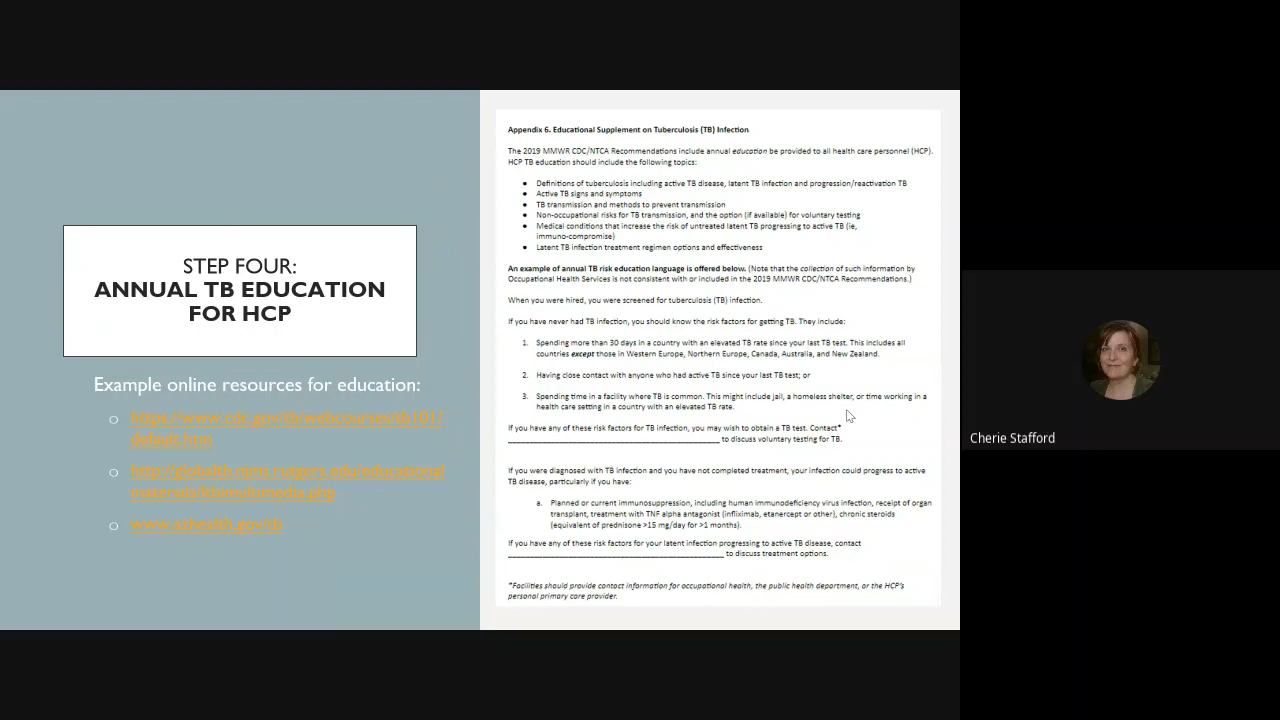 STEP FOUR:
ANNUAL TB EDUCATION
FOR HCP
Example online resources for education:
o https://www.cdc.gov/tb/webcourses/tb101/
default.htm
o http://globaltb.njms.rutgers.edu/educational
materials/ltbimultimedia.php
o www.azhealth.gov/tb
Appendix 6. Educational Supplement on Tuberculosis (TB) Infection
The 2019 MMWR CDC/NTCA Recommendations include annual education be provided to all health care personnel (HCP).
HCP TB education should include the following topics:
• Definitions of tuberculosis including active TB disease, latent TB infection and progression/reactivation TB
• Active TB signs and symptoms
• TB transmission and methods to prevent transmission
• Non-occupational risks for TB transmission, and the option (if available) for voluntary testing
• Medical conditions that increase the risk of untreated latent TB progressing to active TB (ie,
immuno-compromise)
• Latent TB infection treatment regimen options and effectiveness
An example of annual TB risk education language is offered below. (Note that the collection of such information by
Occupational Health Services is not consistent with or included in the 2019 MMWR CDC/NTCA Recommendations.)
When you were hired, you were screened for tuberculosis (TB) infection.
If you have never had TB infection, you should know the risk factors for getting TB. They include:
1. Spending more than 30 days in a country with an elevated TB rate since your last TB test. This includes all
countries except those in Western Europe, Northern Europe, Canada, Australia, and New Zealand.
2. Having close contact with anyone who had active TB since your last TB test; or
3. Spending time in a facility where TB is common. This might include jail, a homeless shelter, or time working in a
health care setting in a country with an elevated TB rate.
If you have any of these risk factors for TB infection, you may wish to obtain a TB test. Contact*
____________________ to discuss voluntary testing for TB.
If you were diagnosed with TB infection and you have not completed treatment, your infection could progress to active
TB disease, particularly if you have:
a. Planned or current immunosuppression, including human immunodeficiency virus infection, receipt of organ
transplant, treatment with TNF alpha antagonist (infliximab, etanercept or other), chronic steroids
(equivalent of prednisone >15 mg/day for >1 months).
If you have any of these risk factors for your latent infection progressing to active TB disease, contact
____________________ to discuss treatment options.
*Facilities should provide contact information for occupational health, the public health department, or the HCP's
personal primary care provider.
Cherie Stafford